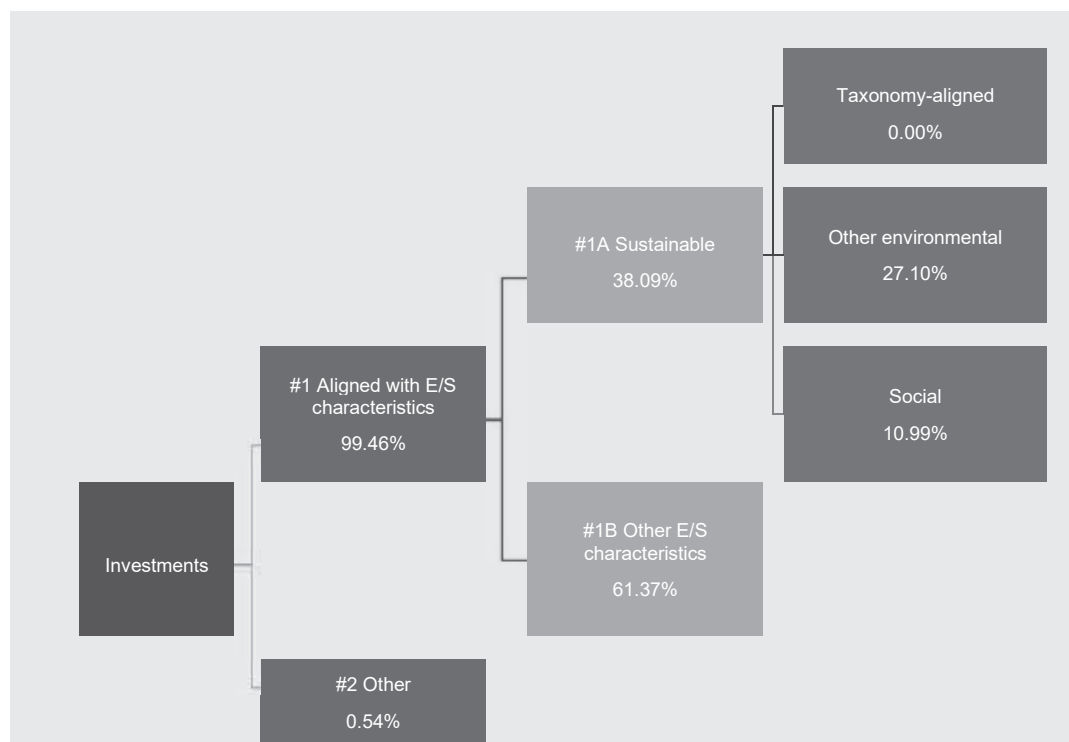 Taxonomy-aligned
0.00%
#1A Sustainable
38.09%
Other environmental
27.10%
#1 Aligned with E/S
characteristics
99.46%
Social
10.99%
Investments
#1B Other E/S
characteristics
61.37%
#2 Other
0.54%